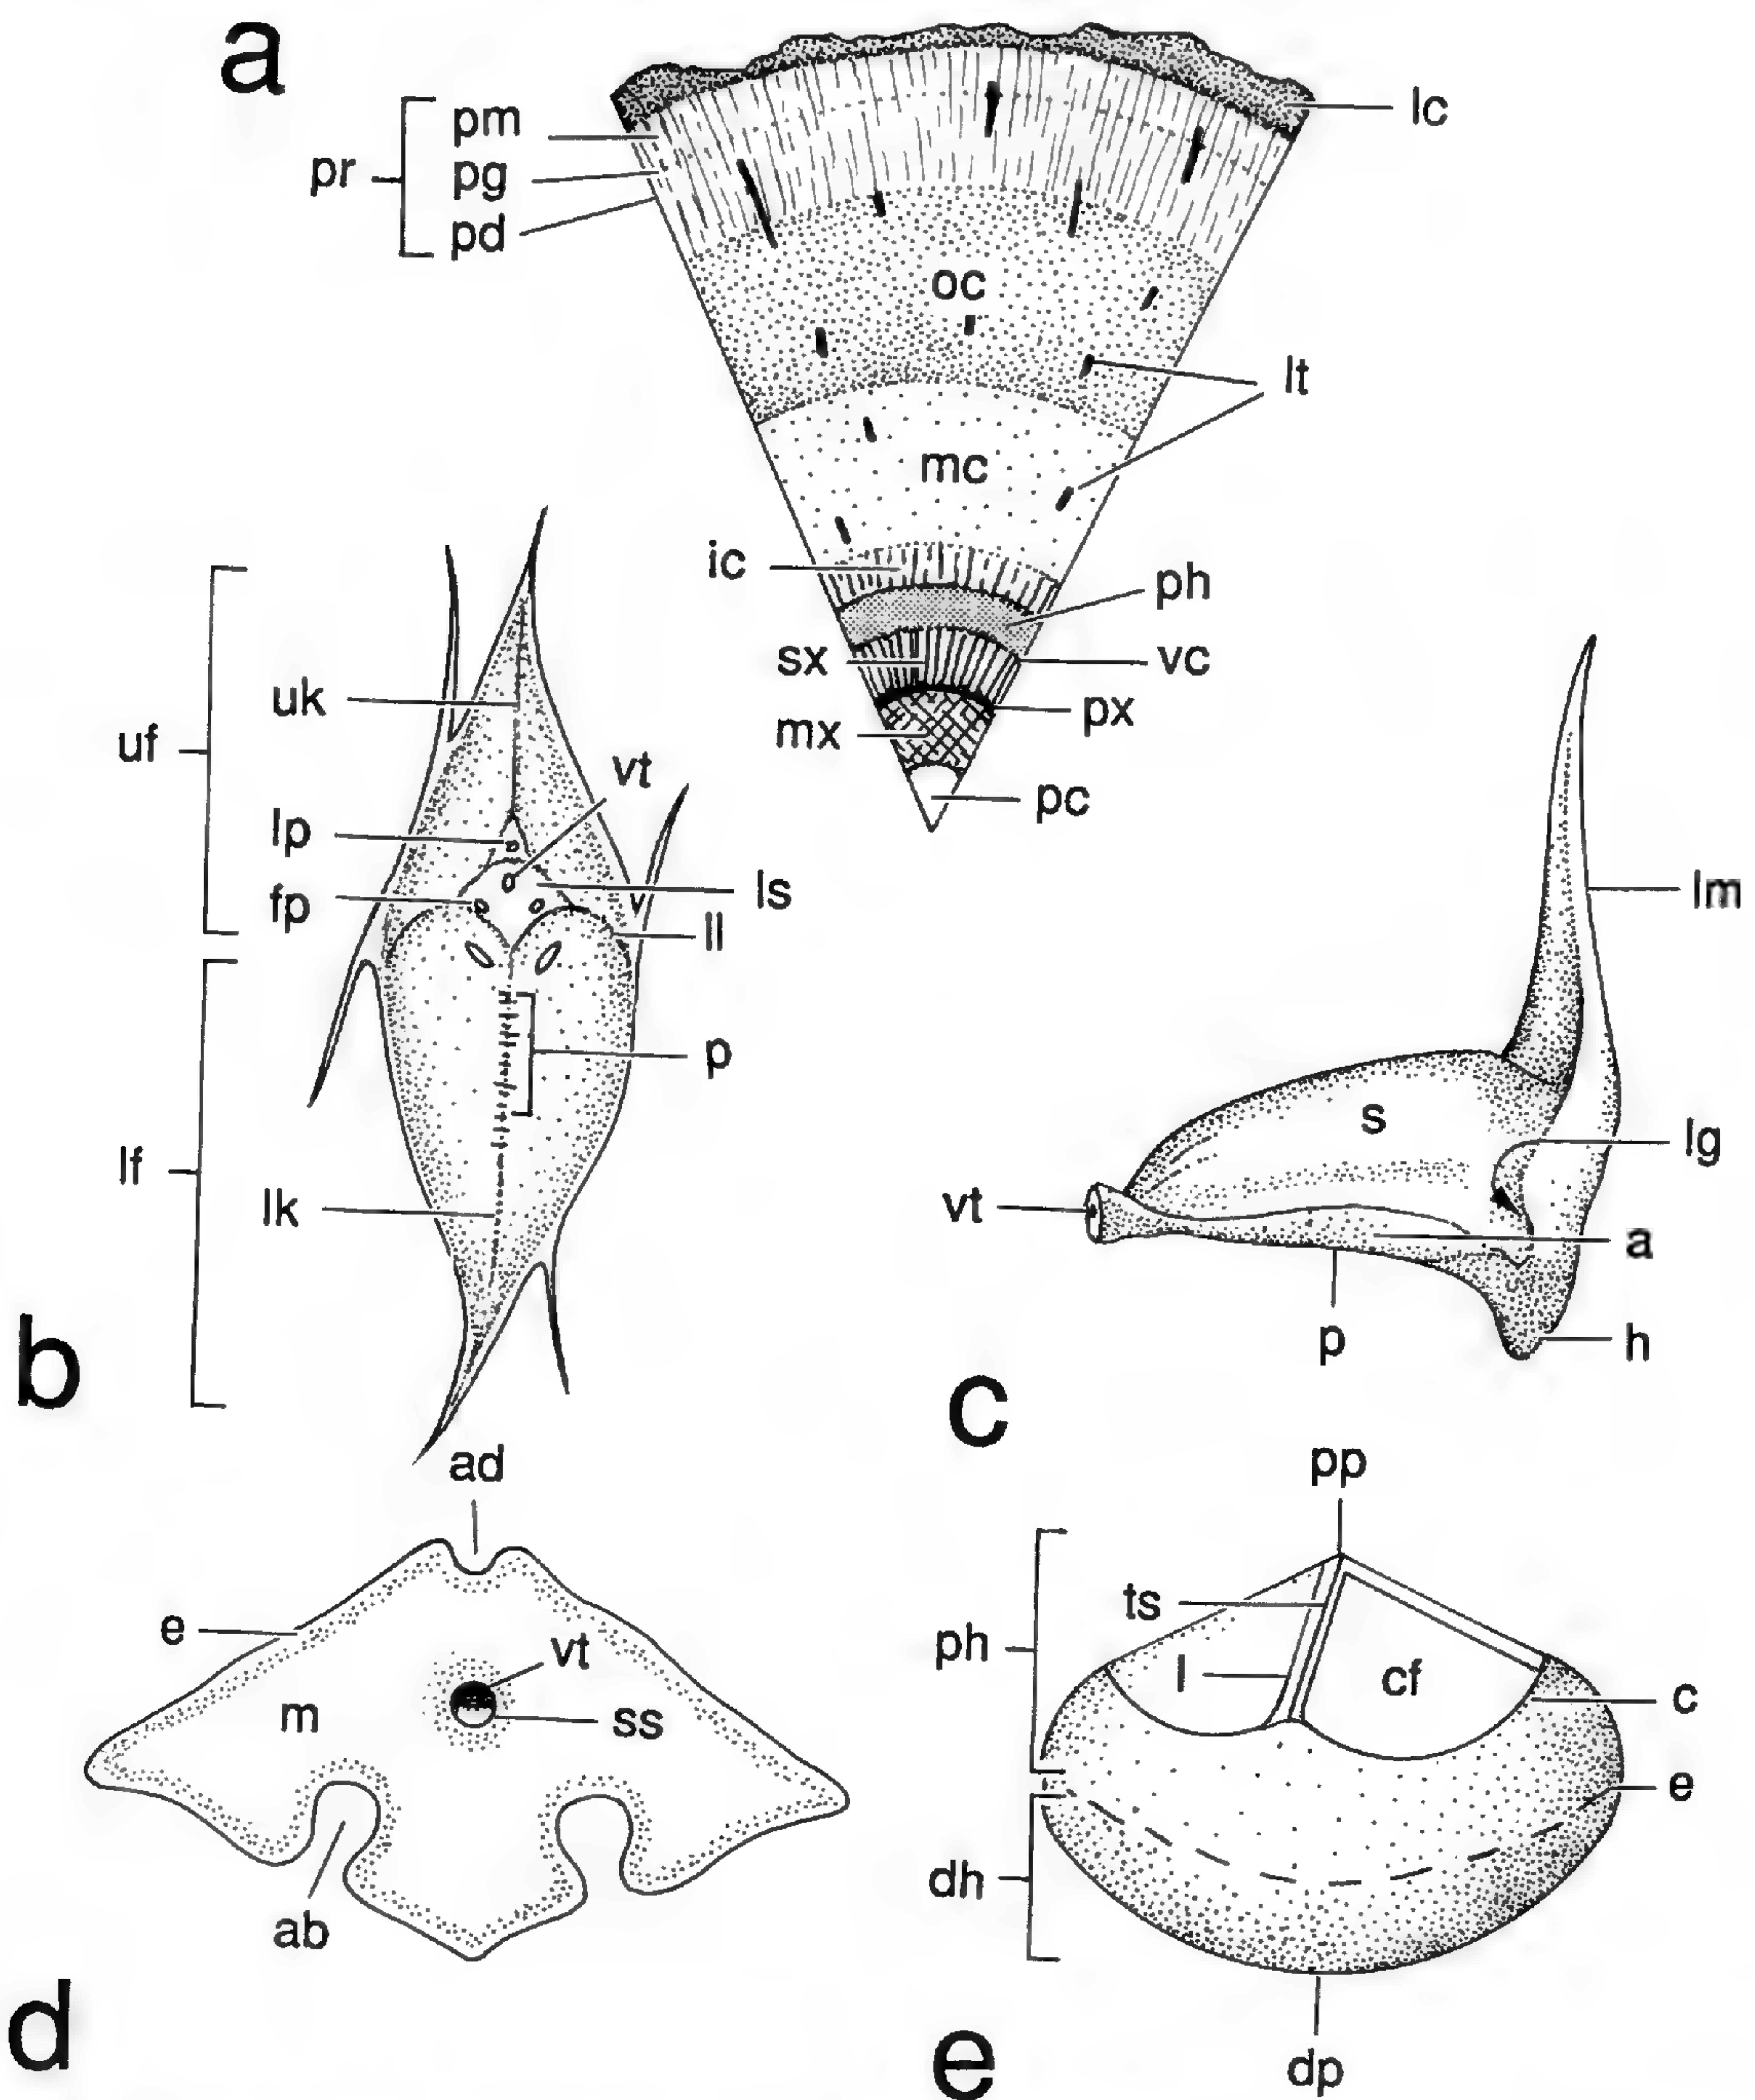 a
pr
pm
pg
pd
lc
oc
lt
mc
ic
ph
sx
vc
mx
px
pc
uf
uk
vt
lp
fp
ls
ll
p
lf
lk
b
lm
s
lg
vt
a
p
h
c
ad
e
vt
m
ss
ab
d
pp
ts
ph
l
cf
c
e
dh
dp
e